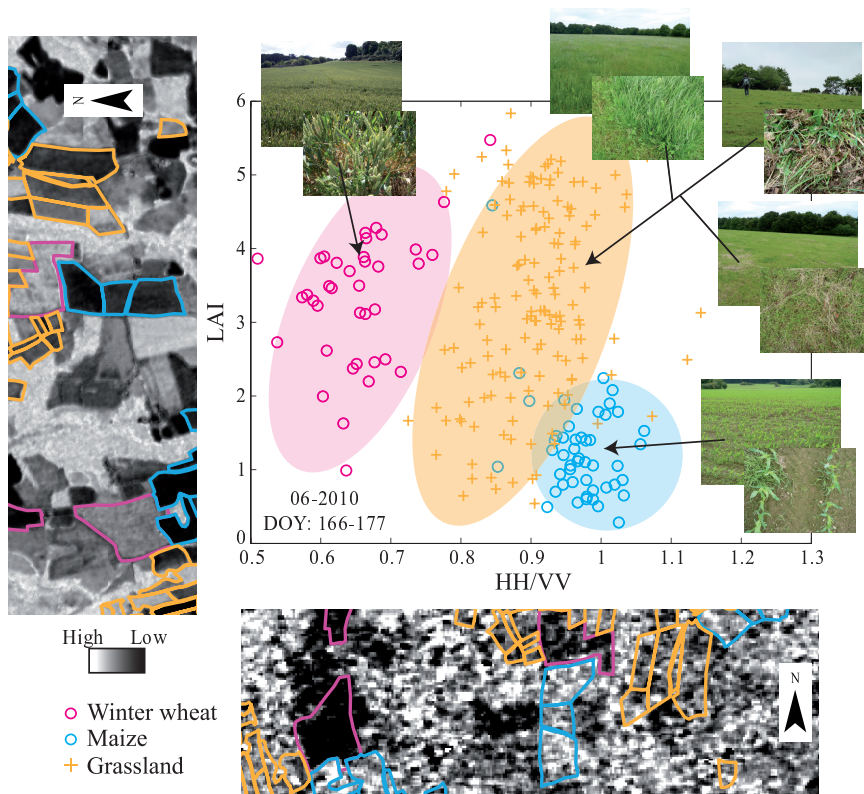 N
6
5
4
3
2
1
0
LAI
06-2010
DOY: 166-177
0.5 0.6 0.7 0.8 0.9 1 1.1 1.2 1.3
HH/VV
High Low
Winter wheat
Maize
Grassland
N